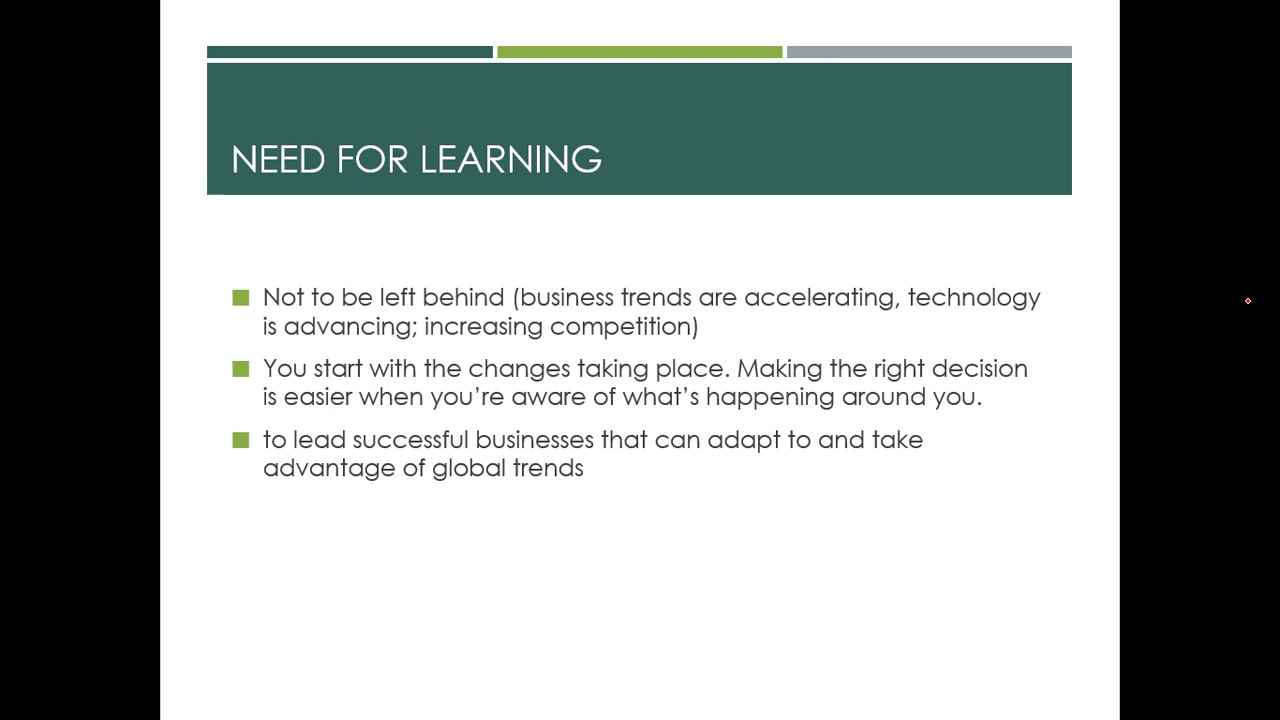 NEED FOR LEARNING
Not to be left behind (business trends are accelerating, technology
is advancing; increasing competition)
You start with the changes taking place. Making the right decision
is easier when you’re aware of what’s happening around you.
to lead successful businesses that can adapt to and take
advantage of global trends